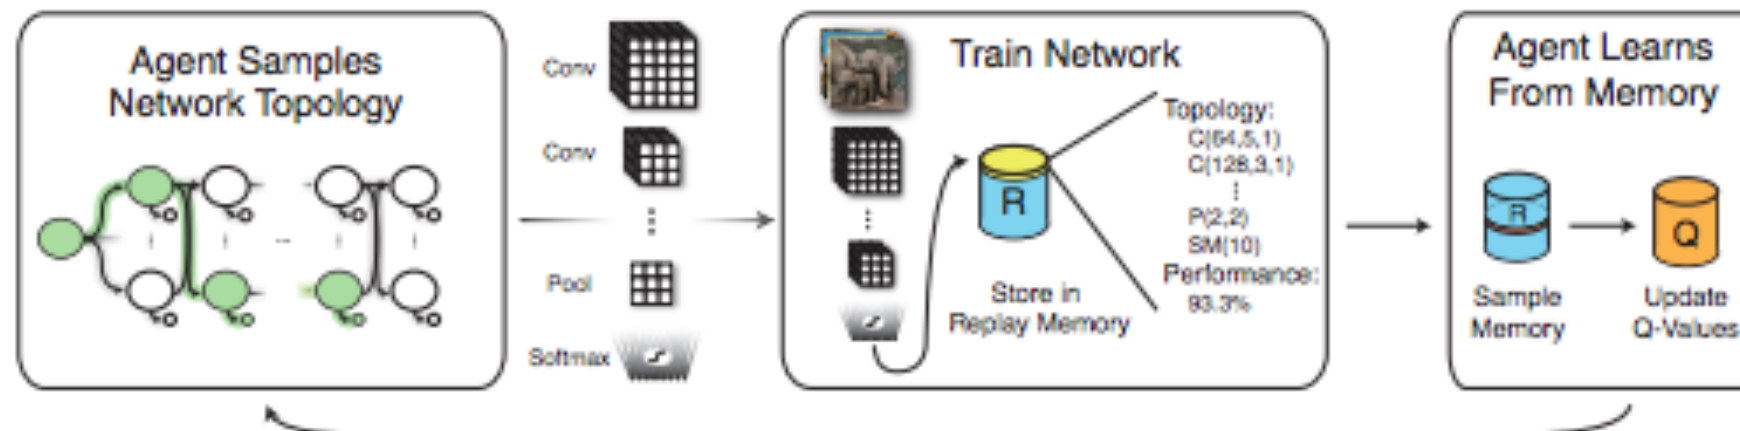 Agent Samples
Network Topology
Conv
Conv
Pool
Softmax
Train Network
R
Store in
Replay Memory
Topology:
C(64,5,1)
C(128,3,1)
P(2,2)
SM(10)
Performance:
93.3%
Agent Learns
From Memory
R
Sample
Memory
Q
Update
Q-Values